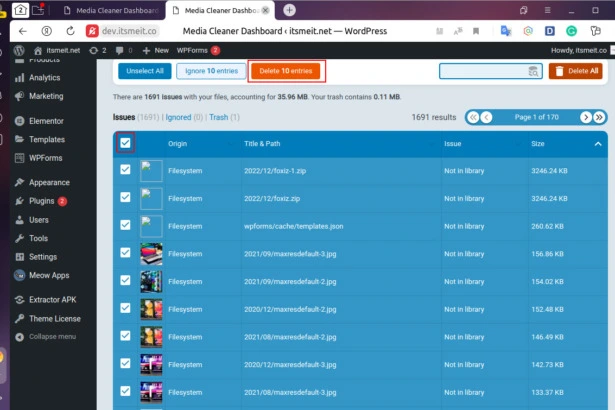 2
Media Cleaner Dashboard
Media Cleaner Dashboard
dev.itsmeit.co
Media Cleaner Dashboard ‹ itsmeit.co — WordPress
itsmeit.net
2
0
New
WPForms
2
Howdy, itsmeit.co
Products
Analytics
Marketing
Elementor
Templates
WPForms
Appearance
Plugins
2
Users
Tools
Settings
Meow Apps
Extractor APK
Theme License
Collapse menu
Unselect All
Ignore 10 entries
Delete 10 entries
Delete All
There are 1691 issues with your files, accounting for 35.96 MB. Your trash contains 0.11 MB.
Issues (1691) | Ignored (0) | Trash (1)
1691 results
Page 1 of 170
Origin Title & Path Issue Size
Filesystem 2022/12/foxiz-1.zip Not in library 3246.24 KB
Filesystem 2022/12/foxiz.zip Not in library 3246.24 KB
Filesystem wpforms/cache/templates.json Not in library 260.62 KB
Filesystem 2021/09/maxresdefault-3.jpg Not in library 156.86 KB
Filesystem 2021/09/maxresdefault-2.jpg Not in library 154.02 KB
Filesystem 2020/12/maxresdefault-2.jpg Not in library 152.48 KB
Filesystem 2021/08/maxresdefault-2.jpg Not in library 146.49 KB
Filesystem 2020/12/maxresdefault-3.jpg Not in library 142.73 KB
Filesystem 2021/08/maxresdefault-3.jpg Not in library 133.37 KB